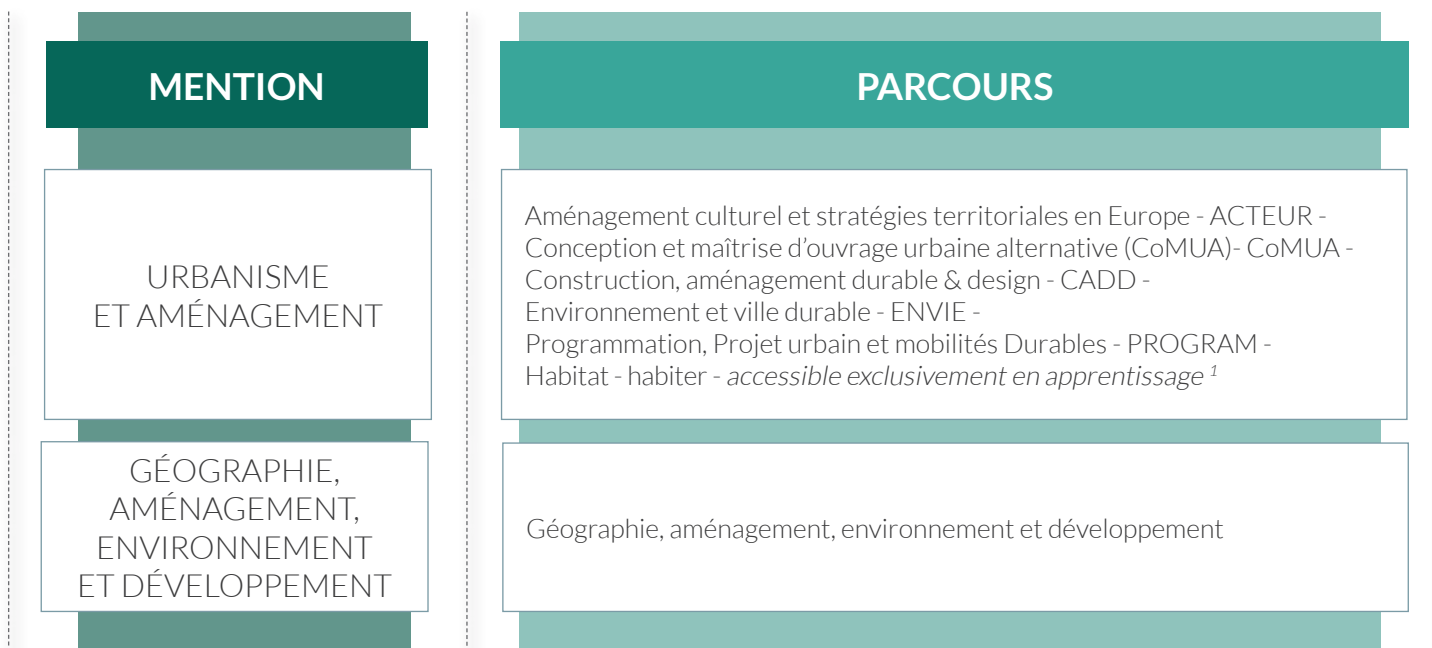 MENTION
PARCOURS
URBANISME
ET AMÉNAGEMENT
Aménagement culturel et stratégies territoriales en Europe - ACTEUR -
Conception et maîtrise d’ouvrage urbaine alternative (CoMUA)- CoMUA -
Construction, aménagement durable & design - CADD -
Environnement et ville durable - ENVIE -
Programmation, Projet urbain et mobilités Durables - PROGRAM -
Habitat - habiter - accessible exclusivement en apprentissage ¹
GÉOGRAPHIE,
AMÉNAGEMENT,
ENVIRONNEMENT
ET DÉVELOPPEMENT
Géographie, aménagement, environnement et développement